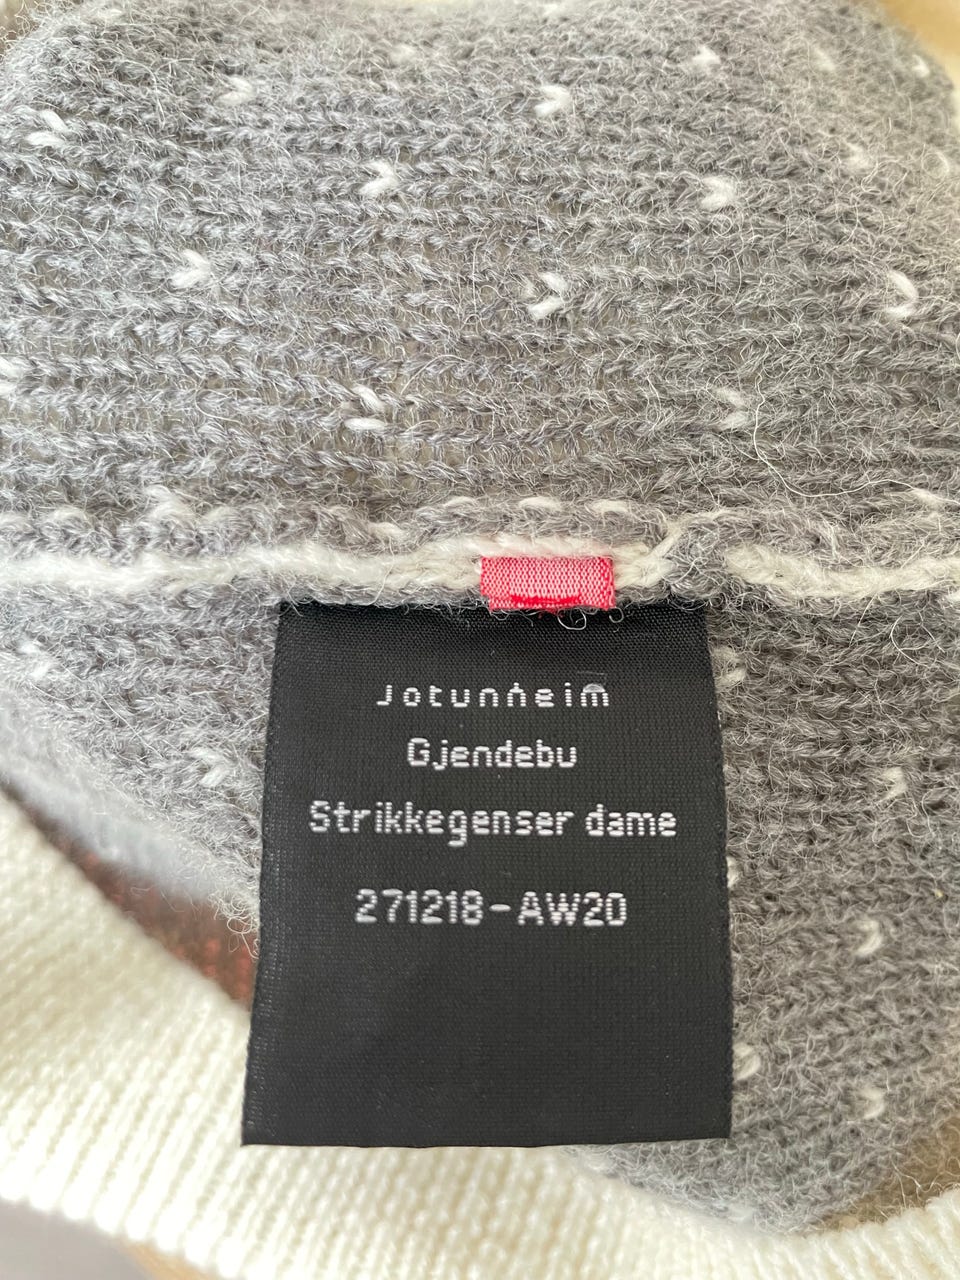 Jotunheim
Gjendebu
Strikkegenser dame
271218-AW20